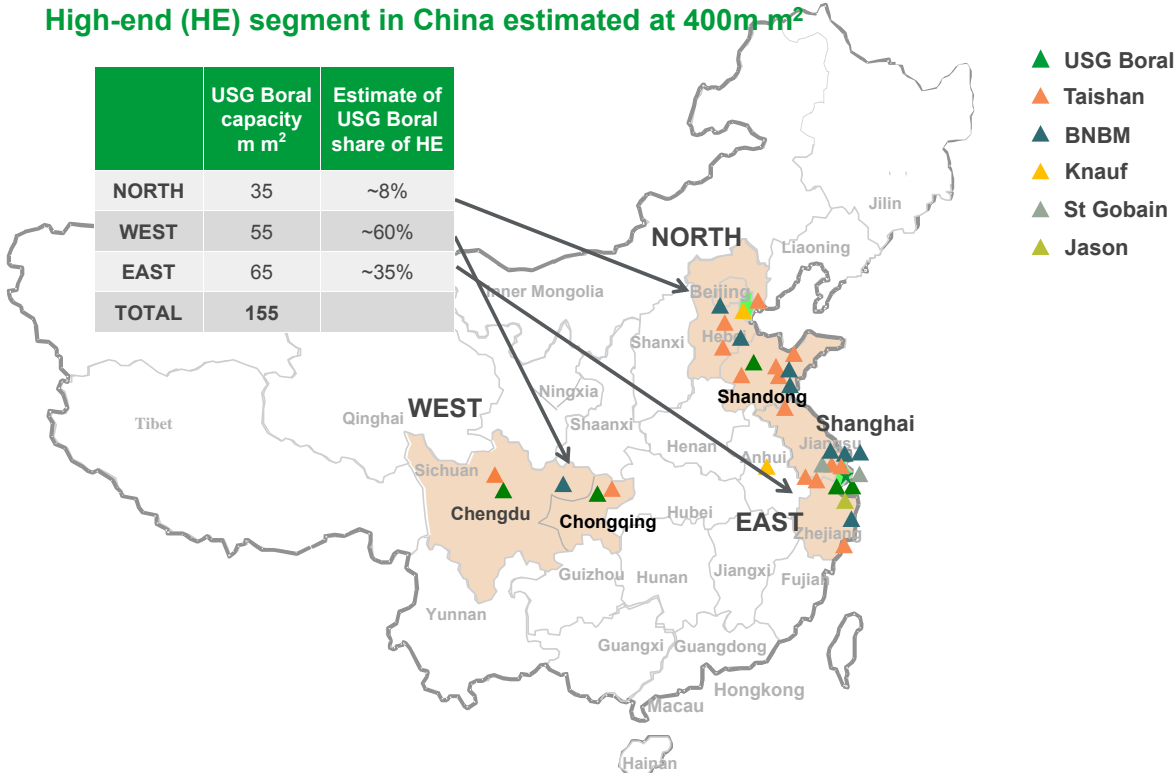 High-end (HE) segment in China estimated at 400m m²
USG Boral
capacity
m m²
Estimate of
USG Boral
share of HE
NORTH 35 ~8%
WEST 55 ~60%
EAST 65 ~35%
TOTAL 155
USG Boral
Taishan
BNBM
Knauf
St Gobain
Jason
Jilin
Liaoning
NORTH
Beijing
Inner Mongolia
Hebei
Shanxi
Shandong
Ningxia
WEST
Qinghai
Tibet
Shaanxi
Shanghai
Jiangsu
Henan
Anhui
Sichuan
Chengdu
Chongqing
Hubei
EAST
Zhejiang
Guizhou
Hunan
Jiangxi
Fujian
Yunnan
Guangxi
Guangdong
Hongkong
Macau
Hainan